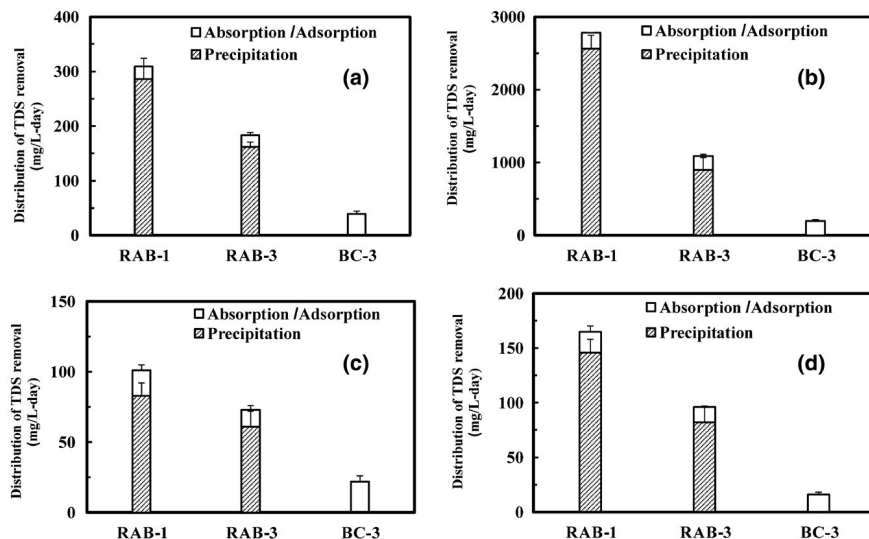 Distribution of TDS removal
(mg/L-day)
400
300
200
100
0
Absorption /Adsorption
Precipitation
(a)
RAB-1 RAB-3 BC-3
Distribution of TDS removal
(mg/L-day)
3000
2000
1000
0
Absorption /Adsorption
Precipitation
(b)
RAB-1 RAB-3 BC-3
Distribution of TDS removal
(mg/L-day)
150
100
50
0
Absorption /Adsorption
Precipitation
(c)
RAB-1 RAB-3 BC-3
Distribution of TDS removal
(mg/L-day)
200
150
100
50
0
Absorption /Adsorption
Precipitation
(d)
RAB-1 RAB-3 BC-3